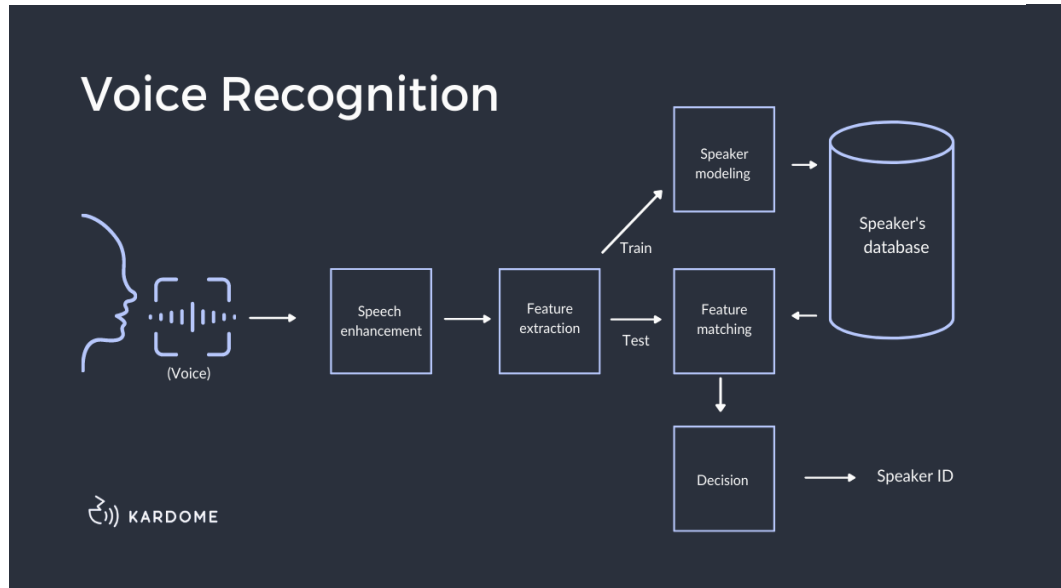 Voice Recognition
Speaker
modeling
Speaker's
database
Train
Speech
enhancement
Feature
extraction
Feature
matching
Test
(Voice)
Decision
Speaker ID
KARDOME